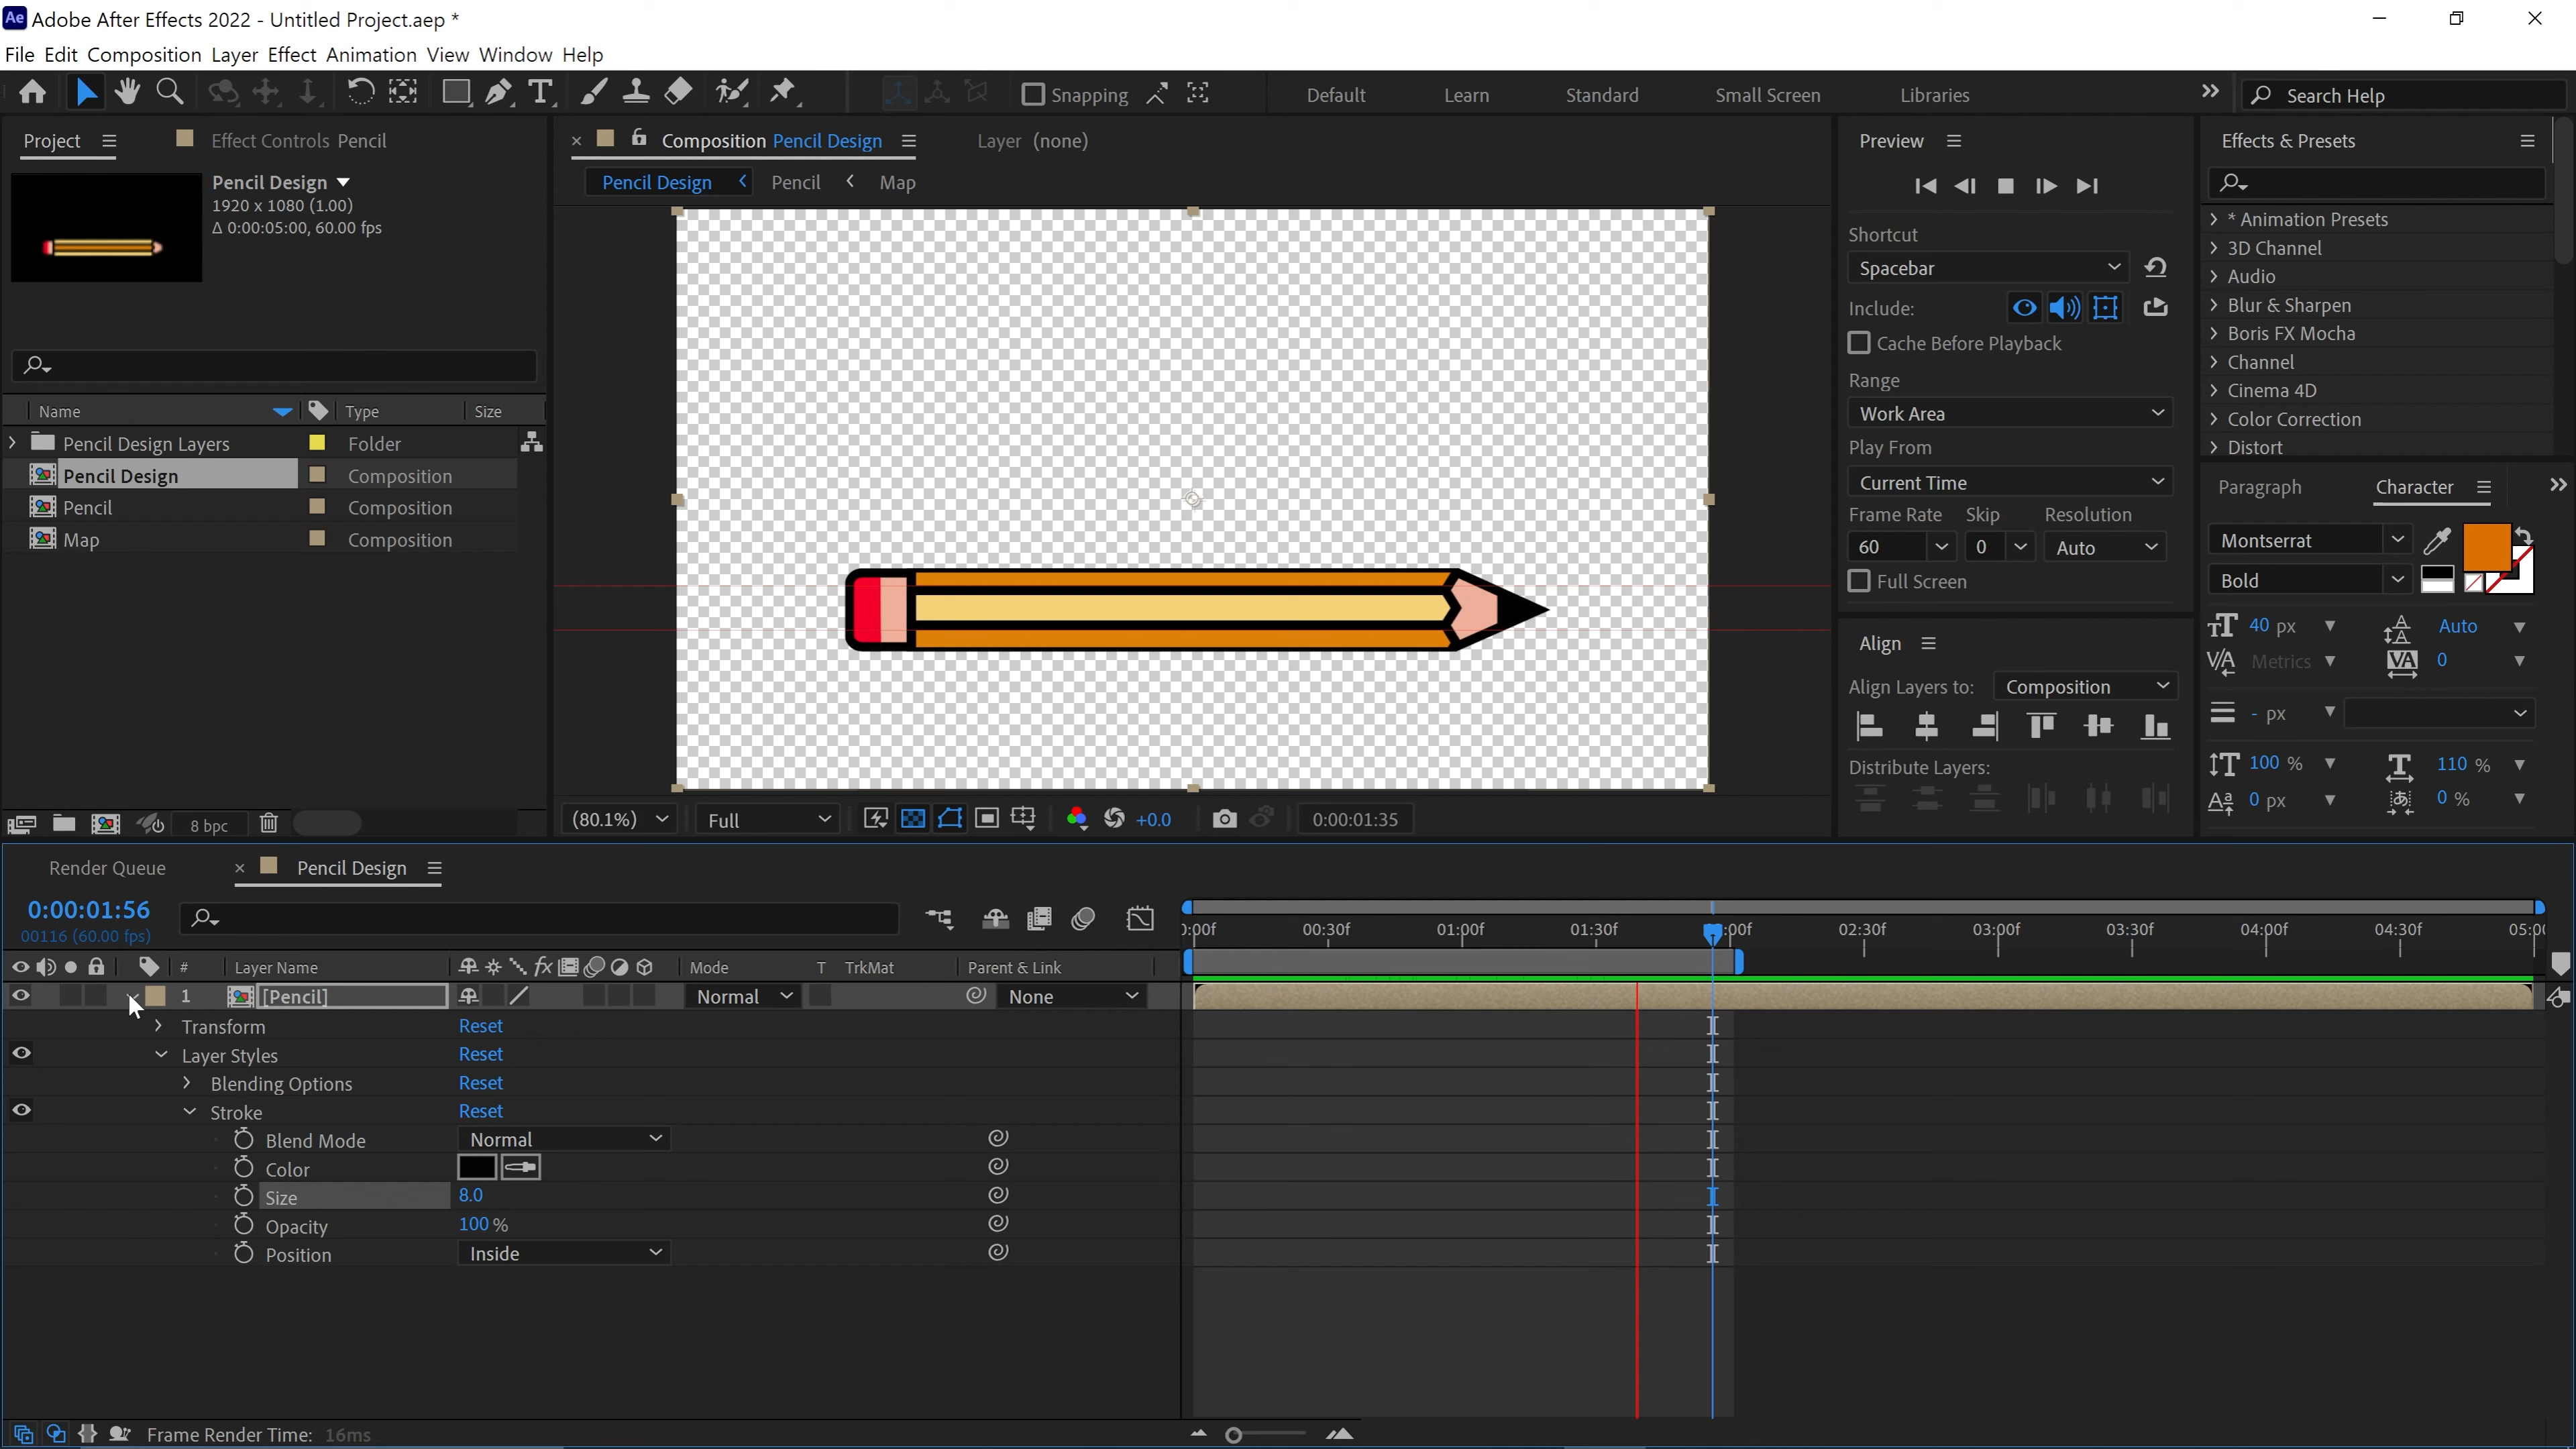 Ae Adobe After Effects 2022 - Untitled Project.aep *
File Edit Composition Layer Effect Animation View Window Help
Snapping Default Learn Standard Small Screen Libraries Search Help
Project Effect Controls Pencil
Pencil Design
1920 x 1080 (1.00)
Δ 0:00:05:00, 60.00 fps
Name Type Size
Pencil Design Layers Folder
Pencil Design Composition
Pencil Composition
Map Composition
8 bpc
Composition Pencil Design Layer (none)
Pencil Design Pencil Map
(80.1%) Full +0.0 0:00:01:35
Preview
Shortcut
Spacebar
Include:
Cache Before Playback
Range
Work Area
Play From
Current Time
Frame Rate Skip Resolution
60 0 Auto
Full Screen
Align
Align Layers to: Composition
Distribute Layers:
Effects & Presets
* Animation Presets
3D Channel
Audio
Blur & Sharpen
Boris FX Mocha
Channel
Cinema 4D
Color Correction
Distort
Paragraph Character
Montserrat
Bold
40 px Auto
Metrics 0
- px
100 % 110 %
0 px 0 %
Render Queue Pencil Design
0:00:01:56
00116 (60.00 fps)
):00f 00:30f 01:00f 01:30f :00f 02:30f 03:00f 03:30f 04:00f 04:30f 05:0
# Layer Name Mode T TrkMat Parent & Link
1 [Pencil] Normal None
Transform Reset
Layer Styles Reset
Blending Options Reset
Stroke Reset
Blend Mode Normal
Color
Size 8.0
Opacity 100 %
Position Inside
Frame Render Time: 16ms